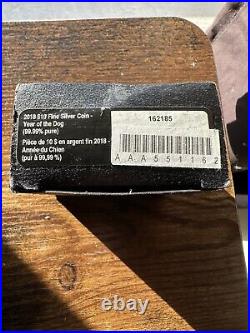 2018 $10 Fine Silver Coin -
Year of the Dog
(99.99% pure)
Pièce de 10 $ en argent fin 2018 -
Année du Chien
(pur à 99,99 %)
162185
AAA551162